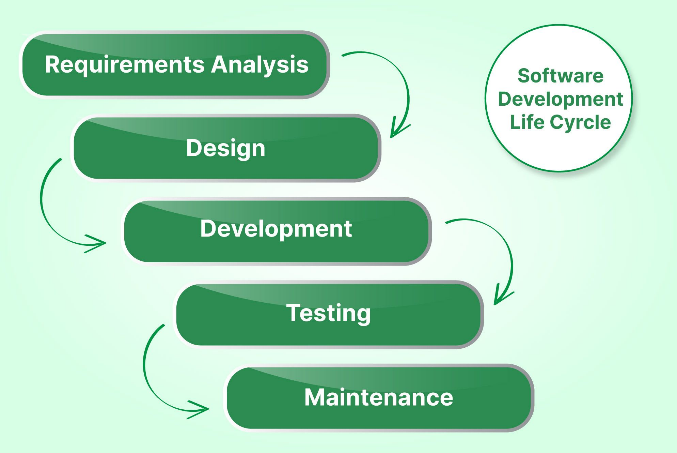 Requirements Analysis
Software
Development
Life Cyrcle
Design
Development
Testing
Maintenance